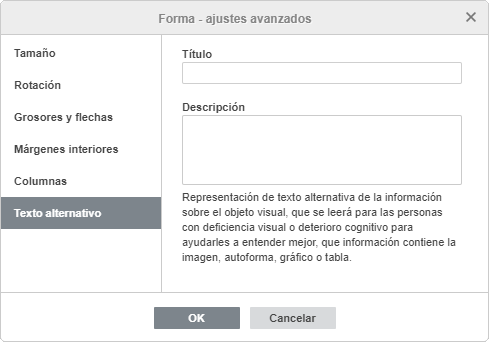 Forma - ajustes avanzados
Tamaño
Rotación
Grosores y flechas
Márgenes interiores
Columnas
Texto alternativo
Título
Descripción
Representación de texto alternativa de la información
sobre el objeto visual, que se leerá para las personas
con deficiencia visual o deterioro cognitivo para
ayudarles a entender mejor, que información contiene la
imagen, autoforma, gráfico o tabla.
OK
Cancelar